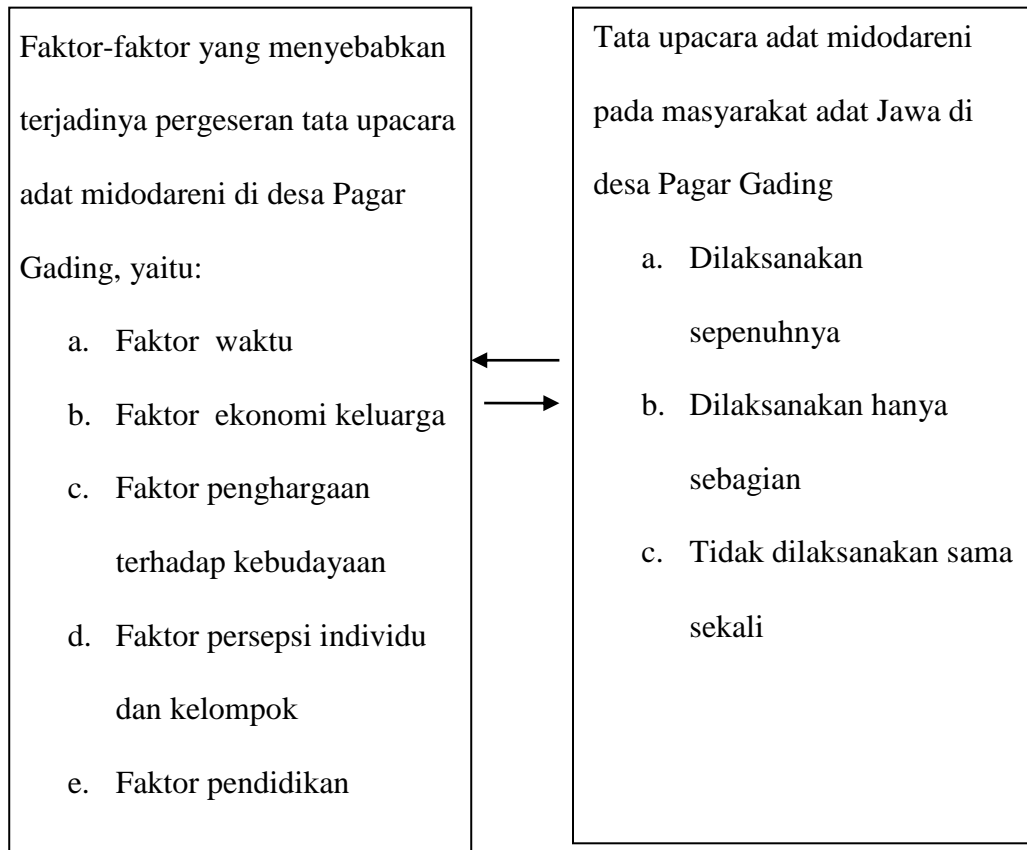 Faktor-faktor yang menyebabkan
terjadinya pergeseran tata upacara
adat midodareni di desa Pagar
Gading, yaitu:
a. Faktor waktu
b. Faktor ekonomi keluarga
c. Faktor penghargaan
terhadap kebudayaan
d. Faktor persepsi individu
dan kelompok
e. Faktor pendidikan
Tata upacara adat midodareni
pada masyarakat adat Jawa di
desa Pagar Gading
a. Dilaksanakan
sepenuhnya
b. Dilaksanakan hanya
sebagian
c. Tidak dilaksanakan sama
sekali